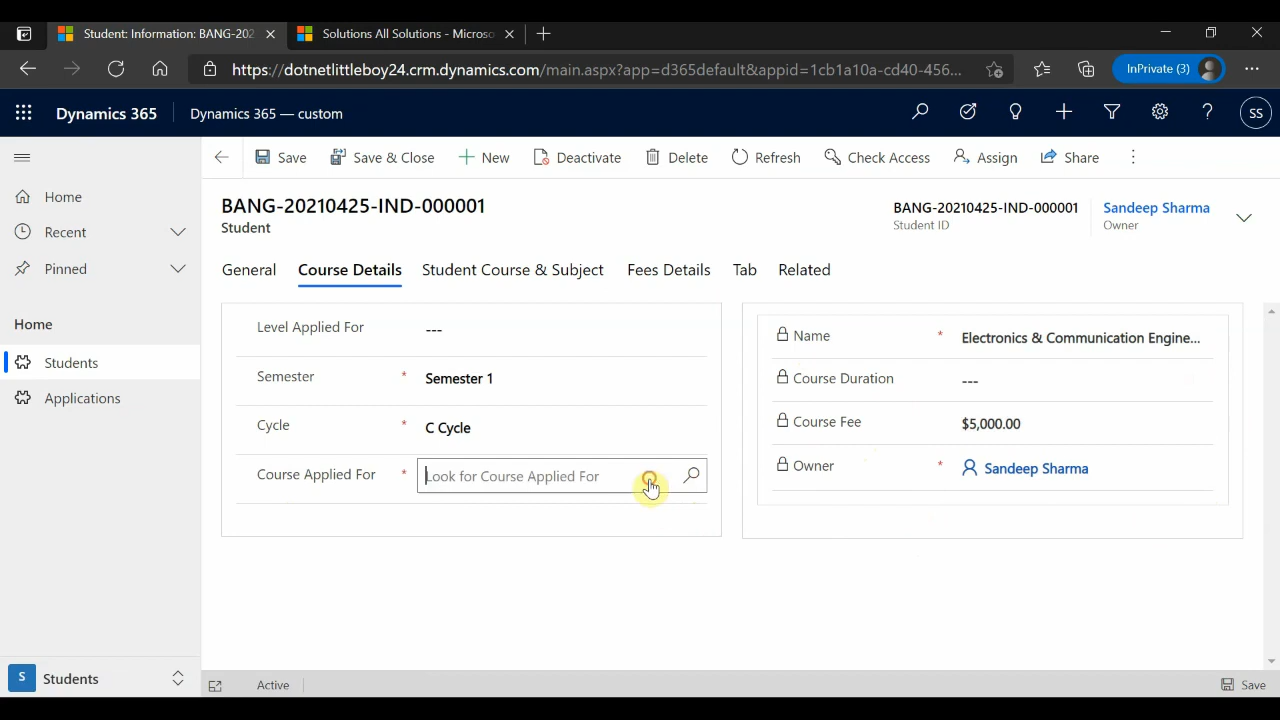 Student: Information: BANG-202
Solutions All Solutions - Microso
https://dotnetlittleboy24.crm.dynamics.com/main.aspx?app=d365default&appid=1cb1a10a-cd40-456...
InPrivate (3)
Dynamics 365
Dynamics 365 — custom
SS
Save
Save & Close
New
Deactivate
Delete
Refresh
Check Access
Assign
Share
Home
Recent
Pinned
Home
Students
Applications
S
Students
BANG-20210425-IND-000001
Student
BANG-20210425-IND-000001
Student ID
Sandeep Sharma
Owner
General
Course Details
Student Course & Subject
Fees Details
Tab
Related
Level Applied For
---
Semester
*
Semester 1
Cycle
*
C Cycle
Course Applied For
*
Look for Course Applied For
Name
*
Electronics & Communication Engine...
Course Duration
---
Course Fee
$5,000.00
Owner
*
Sandeep Sharma
Active
Save